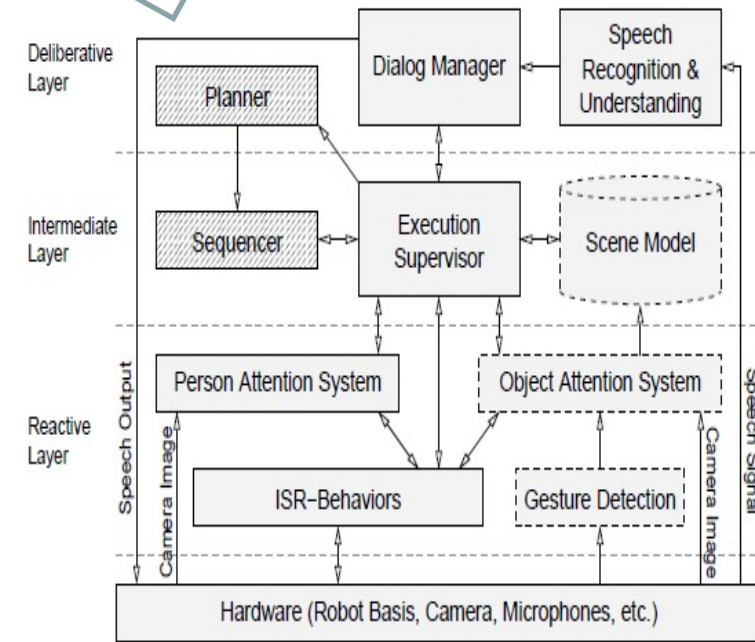 Deliberative
Layer
Dialog Manager
Speech
Recognition &
Understanding
Planner
Intermediate
Layer
Sequencer
Execution
Supervisor
Scene Model
Reactive
Layer
Speech Output
Camera Image
Person Attention System
Object Attention System
Camera Image
Speech Signal
ISR-Behaviors
Gesture Detection
Hardware (Robot Basis, Camera, Microphones, etc.)